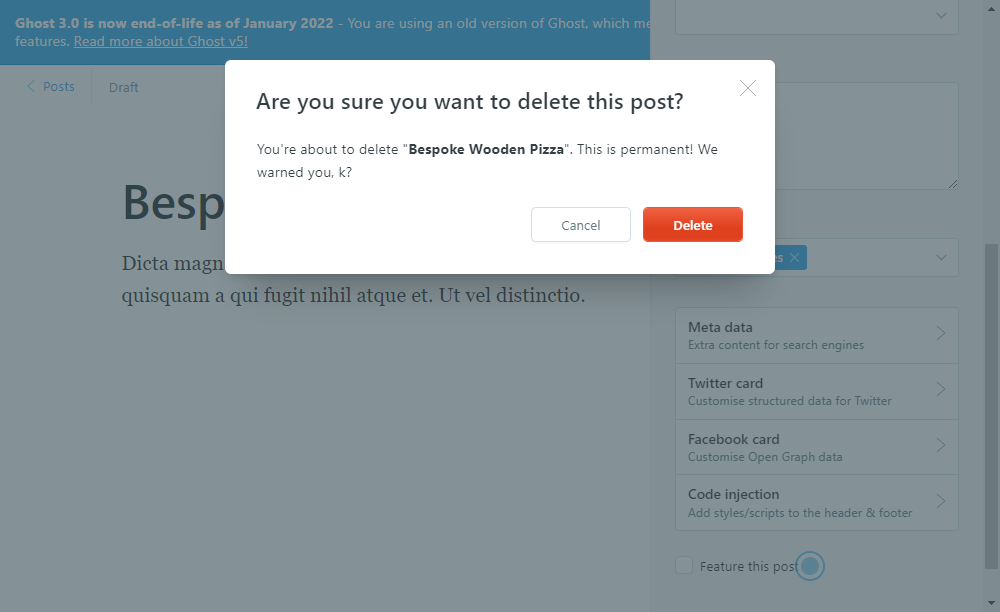 Ghost 3.0 is now end-of-life as of January 2022 - You are using an old version of Ghost, which me
features. Read more about Ghost v5!
Posts
Draft
Are you sure you want to delete this post?
You're about to delete "Bespoke Wooden Pizza". This is permanent! We
warned you, k?
Cancel
Delete
Besp
Dicta magn
quisquam a qui fugit nihil atque et. Ut vel distinctio.
Meta data
Extra content for search engines
Twitter card
Customise structured data for Twitter
Facebook card
Customise Open Graph data
Code injection
Add styles/scripts to the header & footer
Feature this post